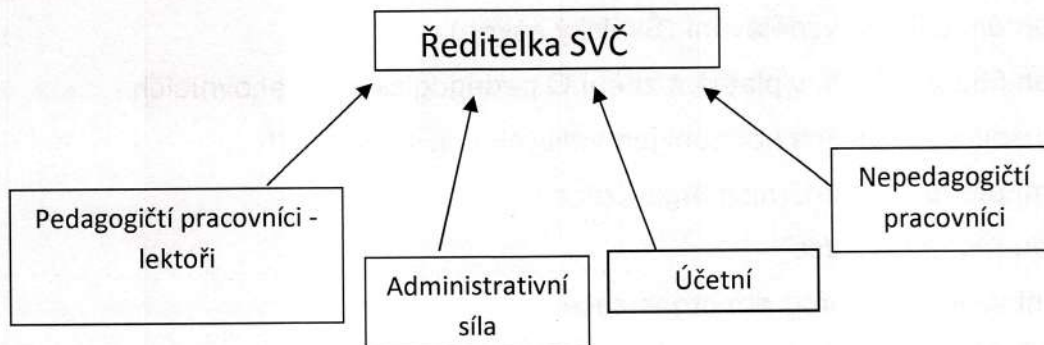 Ředitelka SVČ
Pedagogičtí pracovníci -
lektoři
Administrativní
síla
Účetní
Nepedagogičtí
pracovníci